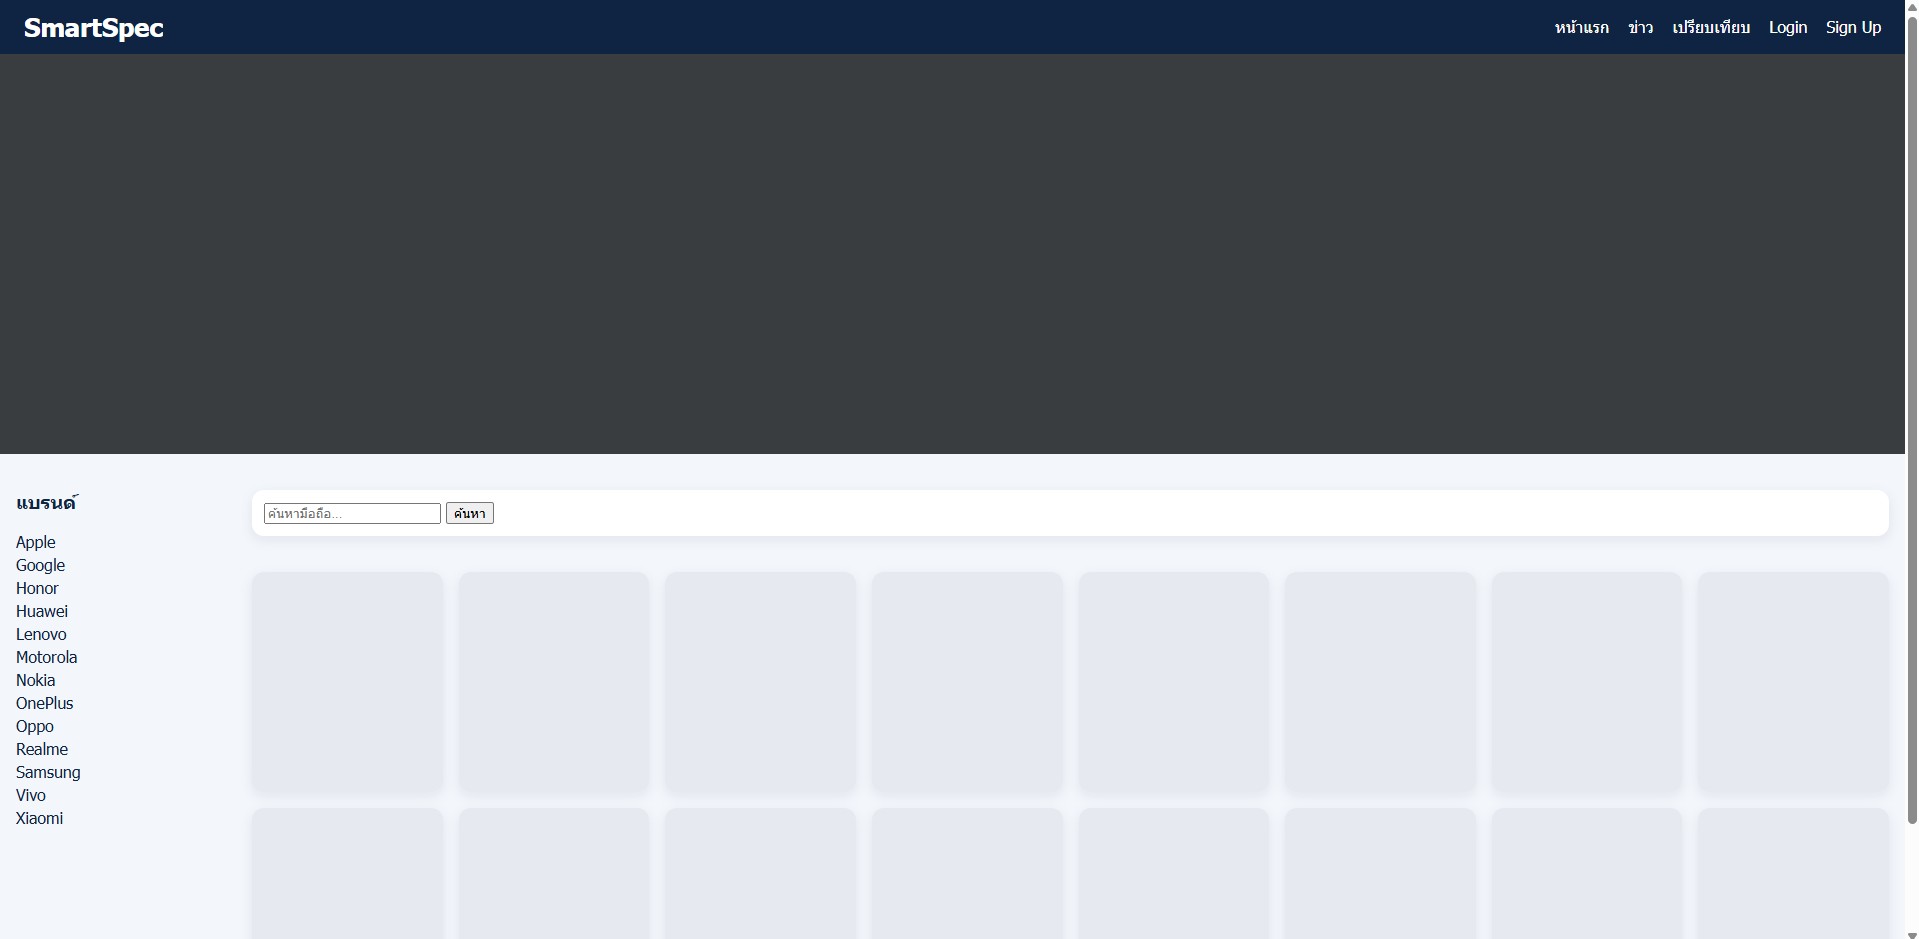 SmartSpec
หน้าแรก ข่าว เปรียบเทียบ Login Sign Up
แบรนด์
ค้นหามือถือ... ค้นหา
Apple
Google
Honor
Huawei
Lenovo
Motorola
Nokia
OnePlus
Oppo
Realme
Samsung
Vivo
Xiaomi